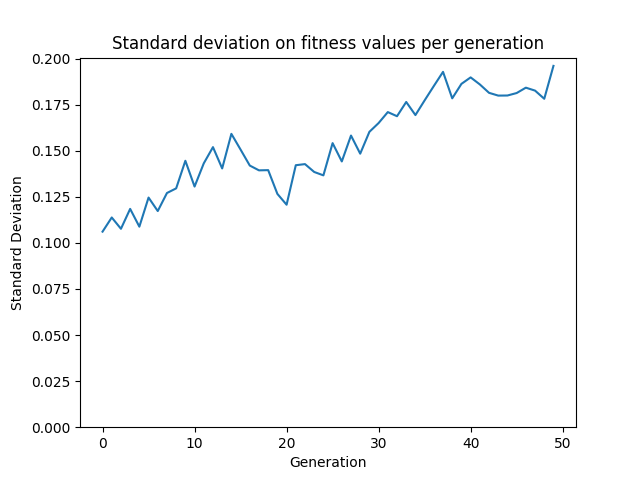 Standard deviation on fitness values per generation
0.200
0.175
0.150
0.125
0.100
0.075
0.050
0.025
0.000
Standard Deviation
0 10 20 30 40 50
Generation